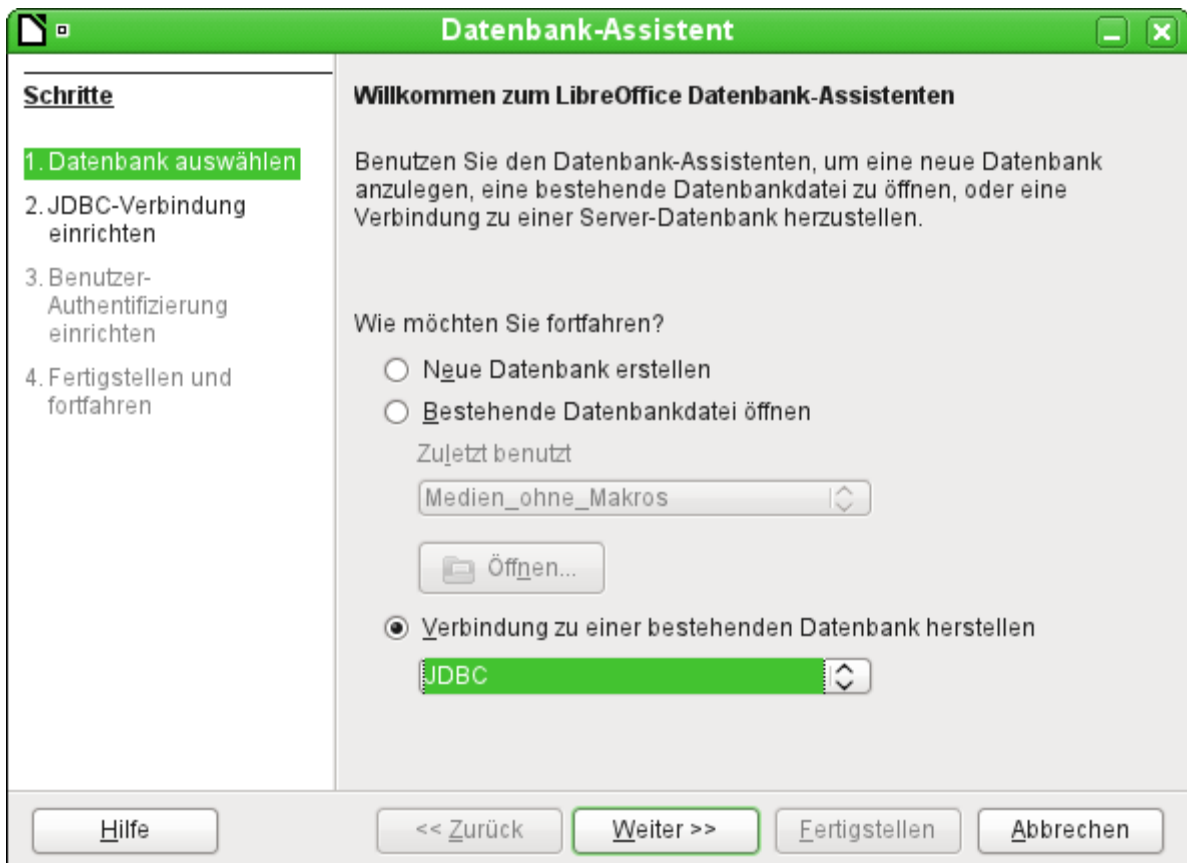 Datenbank-Assistent
Schritte
1. Datenbank auswählen
2. JDBC-Verbindung
einrichten
3. Benutzer-
Authentifizierung
einrichten
4. Fertigstellen und
fortfahren
Willkommen zum LibreOffice Datenbank-Assistenten
Benutzen Sie den Datenbank-Assistenten, um eine neue Datenbank
anzulegen, eine bestehende Datenbankdatei zu öffnen, oder eine
Verbindung zu einer Server-Datenbank herzustellen.
Wie möchten Sie fortfahren?
Neue Datenbank erstellen
Bestehende Datenbankdatei öffnen
Zuletzt benutzt
Medien_ohne_Makros
Öffnen...
Verbindung zu einer bestehenden Datenbank herstellen
JDBC
Hilfe
<< Zurück
Weiter >>
Fertigstellen
Abbrechen